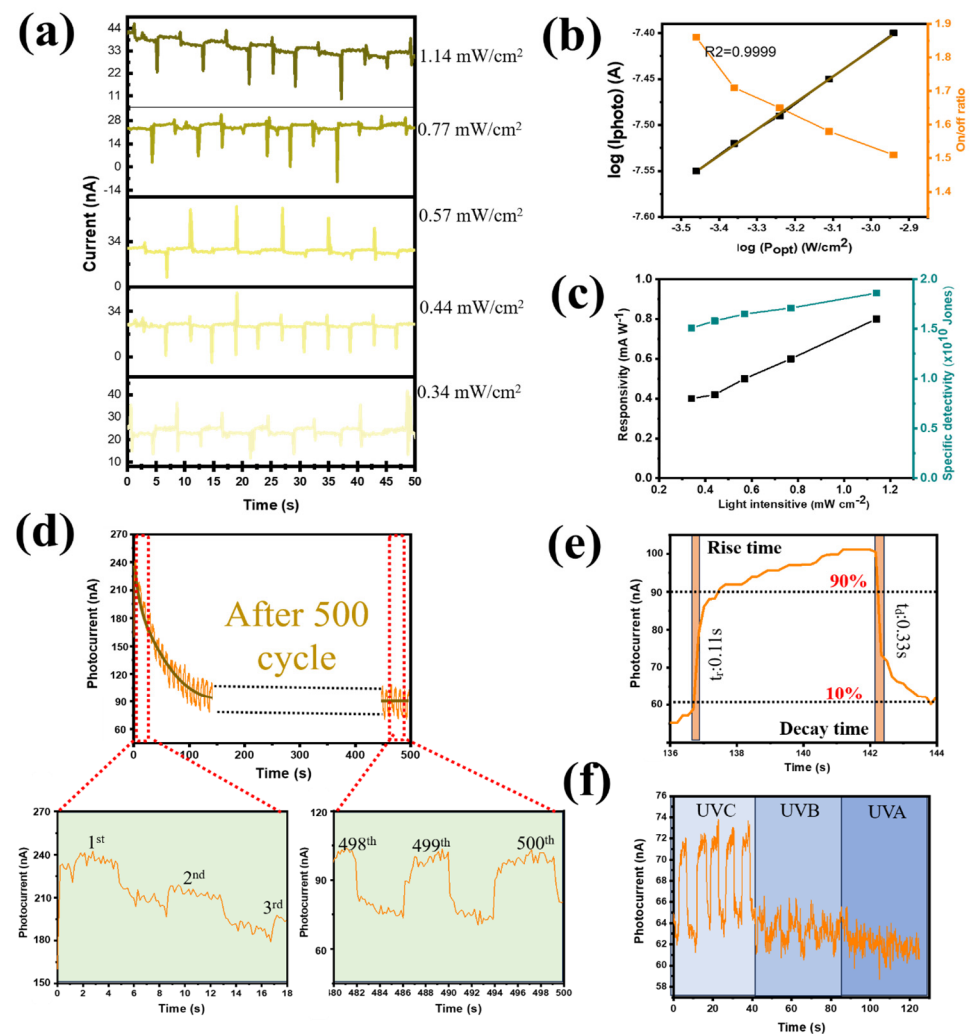 (a)
44
33
22
11
1.14 mW/cm²
28
14
0
-14
0.77 mW/cm²
34
0
0.57 mW/cm²
34
0
0.44 mW/cm²
40
30
20
10
0.34 mW/cm²
Current (nA)
0 5 10 15 20 25 30 35 40 45 50
Time (s)
(b)
R2=0.9999
-7.40
-7.45
-7.50
-7.55
-7.60
log (Iphoto) (A)
1.9
1.8
1.7
1.6
1.5
1.4
On/off ratio
-3.5 -3.4 -3.3 -3.2 -3.1 -3.0 -2.9
log (Popt) (W/cm²)
(c)
1.0
0.8
0.6
0.4
0.2
0.0
Responsivity (mA W⁻¹)
2.0
1.5
1.0
0.5
0.0
Specific detectivity (x10¹⁰ Jones)
0.2 0.4 0.6 0.8 1.0 1.2
Light intensitive (mW cm⁻²)
(d)
270
240
210
180
150
120
90
60
Photocurrent (nA)
After 500
cycle
0 100 200 300 400 500
Time (s)
270
240
210
180
150
Photocurrent (nA)
1st
2nd
3rd
0 2 4 6 8 10 12 14 16 18
Time (s)
120
90
60
Photocurrent (nA)
498th 499th 500th
480 482 484 486 488 490 492 494 496 498 500
Time (s)
(e)
100
90
80
70
60
Photocurrent (nA)
Rise time
90%
tr:0.11s
td:0.33s
10%
Decay time
136 138 140 142 144
Time (s)
(f)
76
74
72
70
68
66
64
62
60
58
Photocurrent (nA)
UVC UVB UVA
0 20 40 60 80 100 120
Time (s)